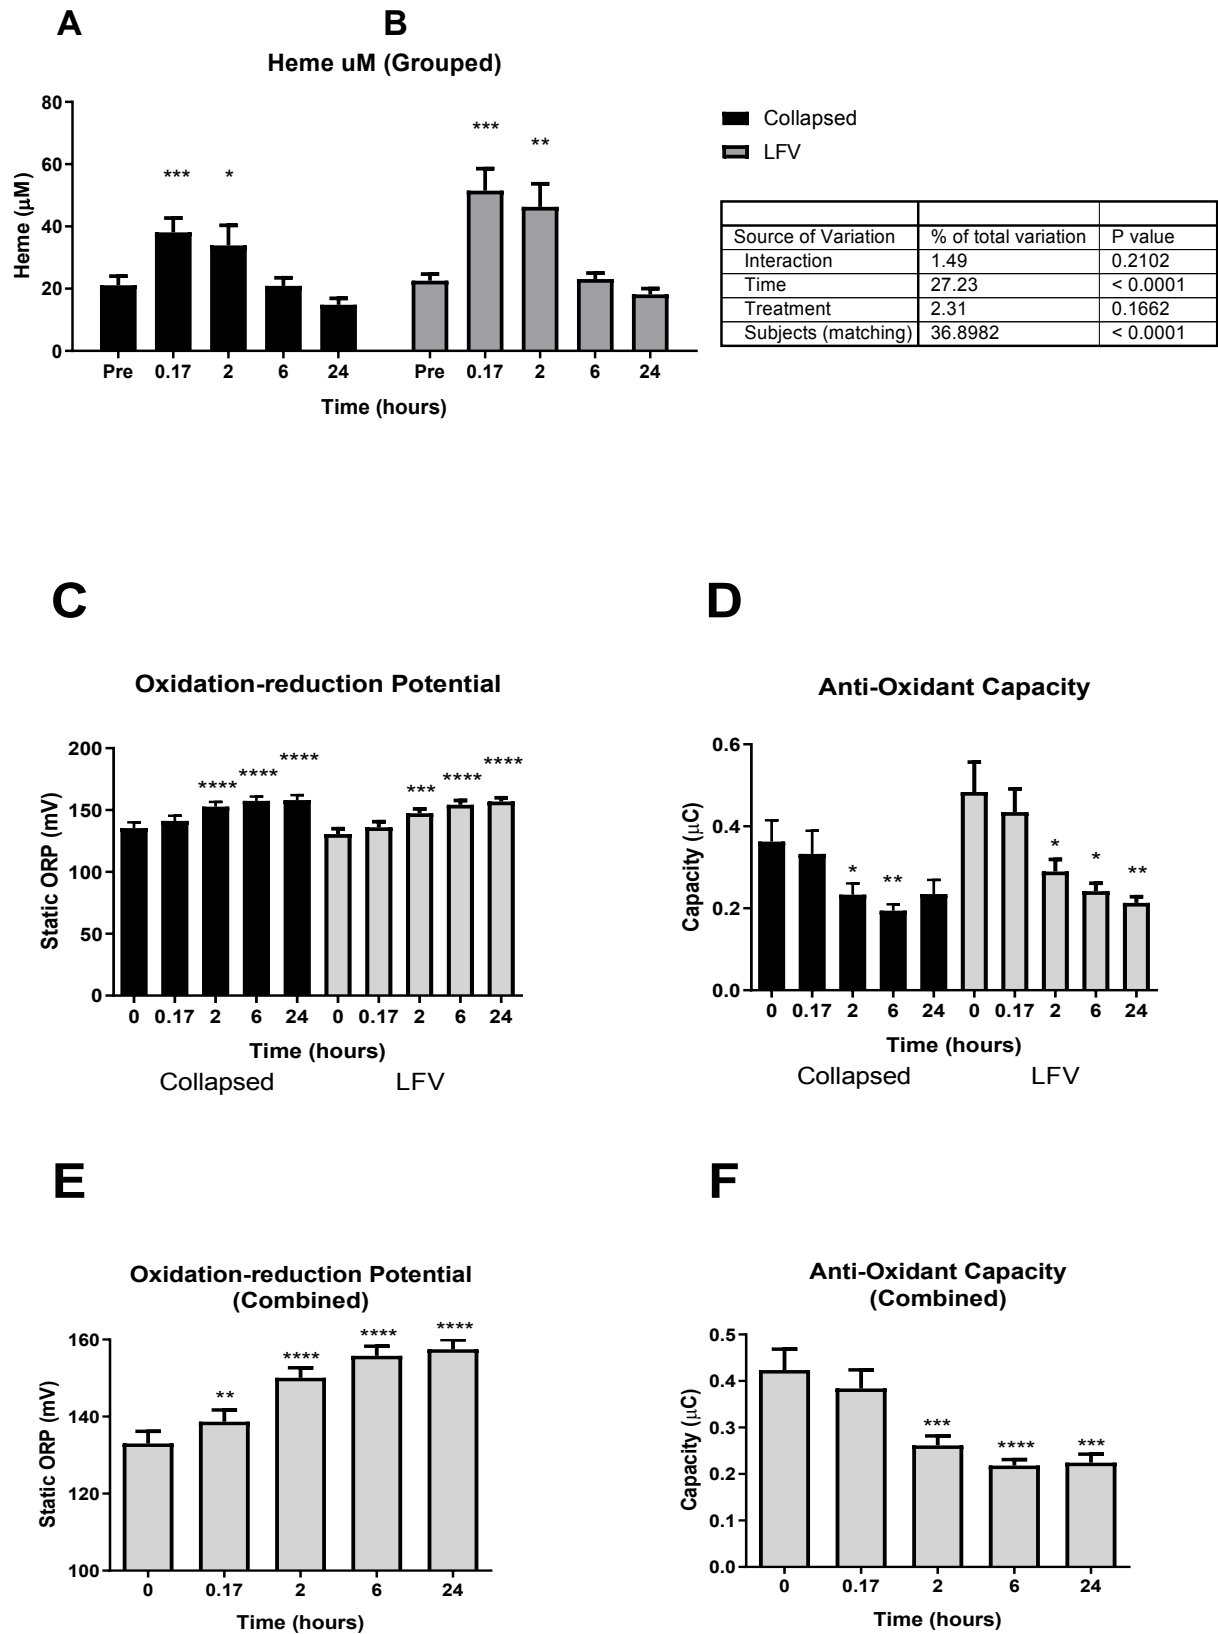 A B
Heme uM (Grouped)
80
60
40
20
0
Heme (μM)
*** *
*** **
Pre 0.17 2 6 24 Pre 0.17 2 6 24
Time (hours)
Collapsed
LFV
Source of Variation % of total variation P value
Interaction 1.49 0.2102
Time 27.23 < 0.0001
Treatment 2.31 0.1662
Subjects (matching) 36.8982 < 0.0001
C
Oxidation-reduction Potential
200
150
100
50
0
Static ORP (mV)
**** **** **** *** **** ****
0 0.17 2 6 24 0 0.17 2 6 24
Time (hours)
Collapsed LFV
D
Anti-Oxidant Capacity
0.6
0.4
0.2
0.0
Capacity (μC)
* ** * * **
0 0.17 2 6 24 0 0.17 2 6 24
Time (hours)
Collapsed LFV
E
Oxidation-reduction Potential
(Combined)
160
140
120
100
Static ORP (mV)
** **** **** ****
0 0.17 2 6 24
Time (hours)
F
Anti-Oxidant Capacity
(Combined)
0.5
0.4
0.3
0.2
0.1
0.0
Capacity (μC)
*** **** ***
0 0.17 2 6 24
Time (hours)